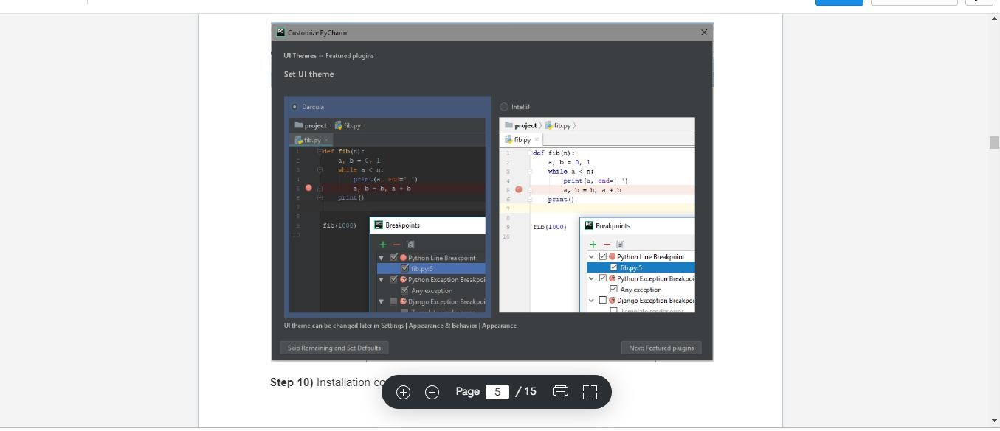 PC Customize PyCharm
UI Themes → Featured plugins
Set UI theme
Darcula
project fib.py
fib.py
1 def fib(n):
2 a, b = 0, 1
3 while a < n:
4 print(a, end=' ')
5 a, b = b, a + b
6 print()
7
8
9 fib(1000)
10
PC Breakpoints
Python Line Breakpoint
fib.py:5
Python Exception Breakpoi
Any exception
Django Exception Breakpoi
IntelliJ
project fib.py
fib.py
1 def fib(n):
2 a, b = 0, 1
3 while a < n:
4 print(a, end=' ')
5 a, b = b, a + b
6 print()
7
8
9 fib(1000)
10
PC Breakpoints
Python Line Breakpoint
fib.py:5
Python Exception Breakpoi
Any exception
Django Exception Breakpoi
Template render error
UI theme can be changed later in Settings | Appearance & Behavior | Appearance
Skip Remaining and Set Defaults
Next: Featured plugins
Step 10) Installation co
Page 5 / 15